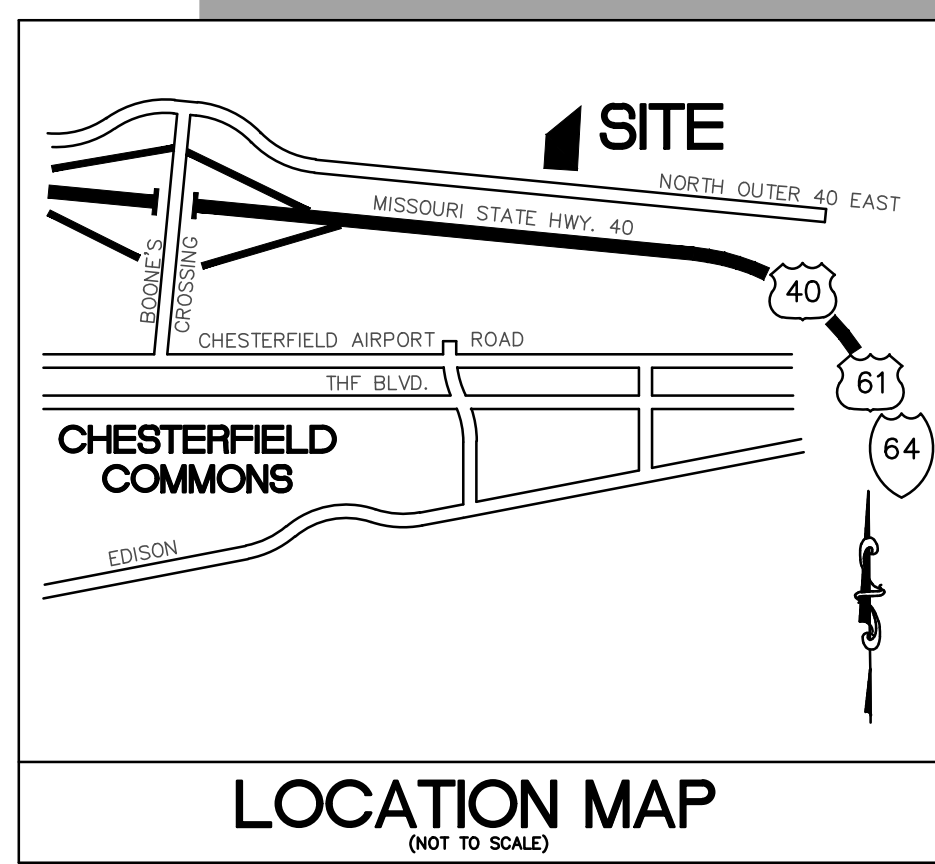 SITE
NORTH OUTER 40 EAST
MISSOURI STATE HWY. 40
BOONE'S
CROSSING
40
CHESTERFIELD AIRPORT ROAD
THF BLVD.
61
CHESTERFIELD
COMMONS
64
EDISON
LOCATION MAP
(NOT TO SCALE)